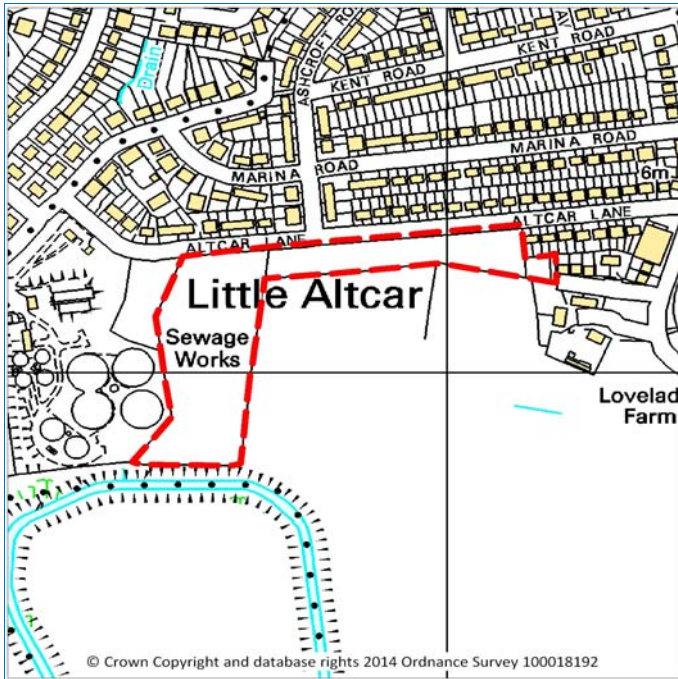 Drain
ASHCROFT RO
KENT ROAD
KENT ROAD
AV
MARINA ROAD
MARINA ROAD
6m
ALTCAR LANE
ALTCAR LANE
Little Altcar
Sewage
Works
Lovelad
Farm
© Crown Copyright and database rights 2014 Ordnance Survey 100018192